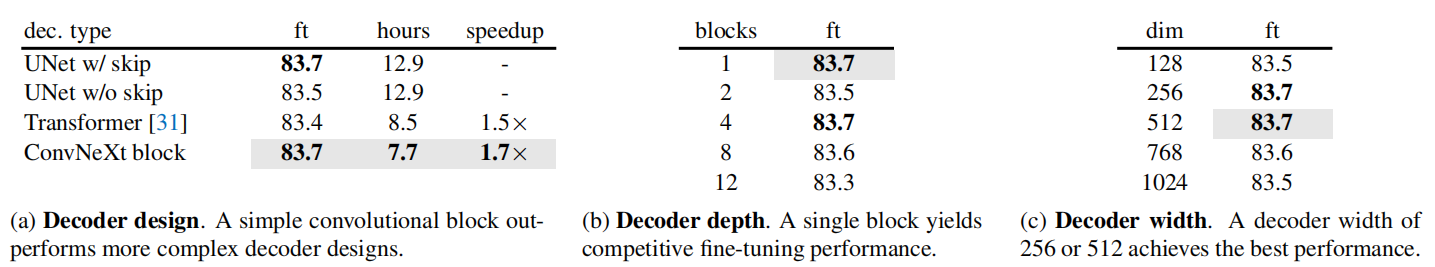 dec. type ft hours speedup
UNet w/ skip 83.7 12.9 -
UNet w/o skip 83.5 12.9 -
Transformer [31] 83.4 8.5 1.5×
ConvNeXt block 83.7 7.7 1.7×
(a) Decoder design. A simple convolutional block out-
performs more complex decoder designs.
blocks ft
1 83.7
2 83.5
4 83.7
8 83.6
12 83.3
(b) Decoder depth. A single block yields
competitive fine-tuning performance.
dim ft
128 83.5
256 83.7
512 83.7
768 83.6
1024 83.5
(c) Decoder width. A decoder width of
256 or 512 achieves the best performance.